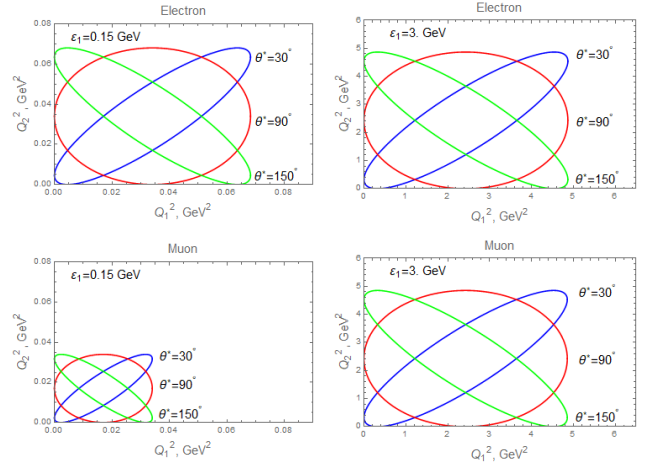 Electron
ε₁=0.15 GeV
θ*=30°
θ*=90°
θ*=150°
Q₂², GeV²
0.08
0.06
0.04
0.02
0.00
0.00 0.02 0.04 0.06 0.08
Q₁², GeV²
Electron
ε₁=3. GeV
θ*=30°
θ*=90°
θ*=150°
Q₂², GeV²
6
5
4
3
2
1
0
0 1 2 3 4 5 6
Q₁², GeV²
Muon
ε₁=0.15 GeV
θ*=30°
θ*=90°
θ*=150°
Q₂², GeV²
0.08
0.06
0.04
0.02
0.00
0.00 0.02 0.04 0.06 0.08
Q₁², GeV²
Muon
ε₁=3. GeV
θ*=30°
θ*=90°
θ*=150°
Q₂², GeV²
6
5
4
3
2
1
0
0 1 2 3 4 5 6
Q₁², GeV²